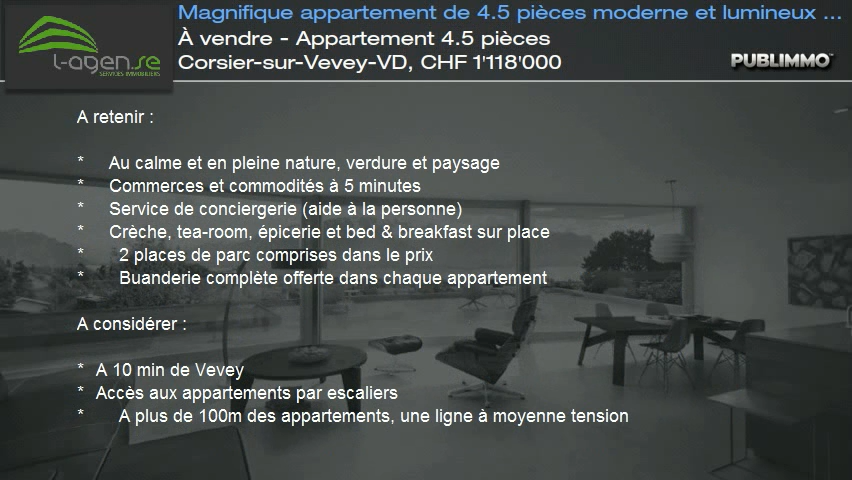 Magnifique appartement de 4.5 pièces moderne et lumineux ...
À vendre - Appartement 4.5 pièces
Corsier-sur-Vevey-VD, CHF 1'118'000
l-agen.se
SERVICES IMMOBILIERS
PUBLIMMO™
A retenir :
* Au calme et en pleine nature, verdure et paysage
* Commerces et commodités à 5 minutes
* Service de conciergerie (aide à la personne)
* Crèche, tea-room, épicerie et bed & breakfast sur place
* 2 places de parc comprises dans le prix
* Buanderie complète offerte dans chaque appartement
A considérer :
* A 10 min de Vevey
* Accès aux appartements par escaliers
* A plus de 100m des appartements, une ligne à moyenne tension